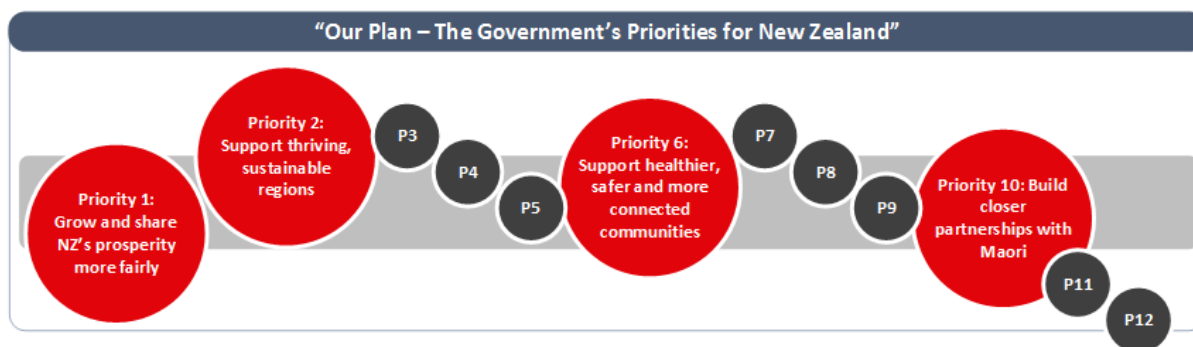 “Our Plan – The Government’s Priorities for New Zealand”
Priority 1:
Grow and share
NZ’s prosperity
more fairly
Priority 2:
Support thriving,
sustainable
regions
P3
P4
P5
Priority 6:
Support healthier,
safer and more
connected
communities
P7
P8
P9
Priority 10: Build
closer
partnerships with
Maori
P11
P12